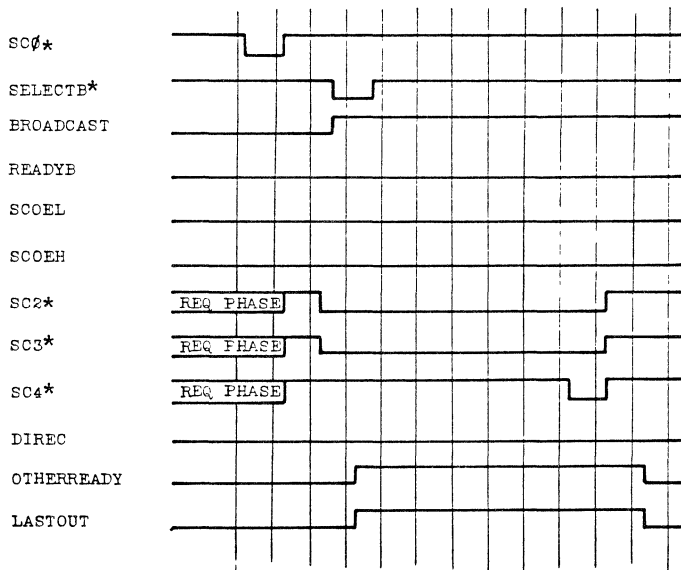 SCØ*
SELECTB*
BROADCAST
READYB
SCOEL
SCOEH
SC2* REQ PHASE
SC3* REQ PHASE
SC4* REQ PHASE
DIREC
OTHERREADY
LASTOUT